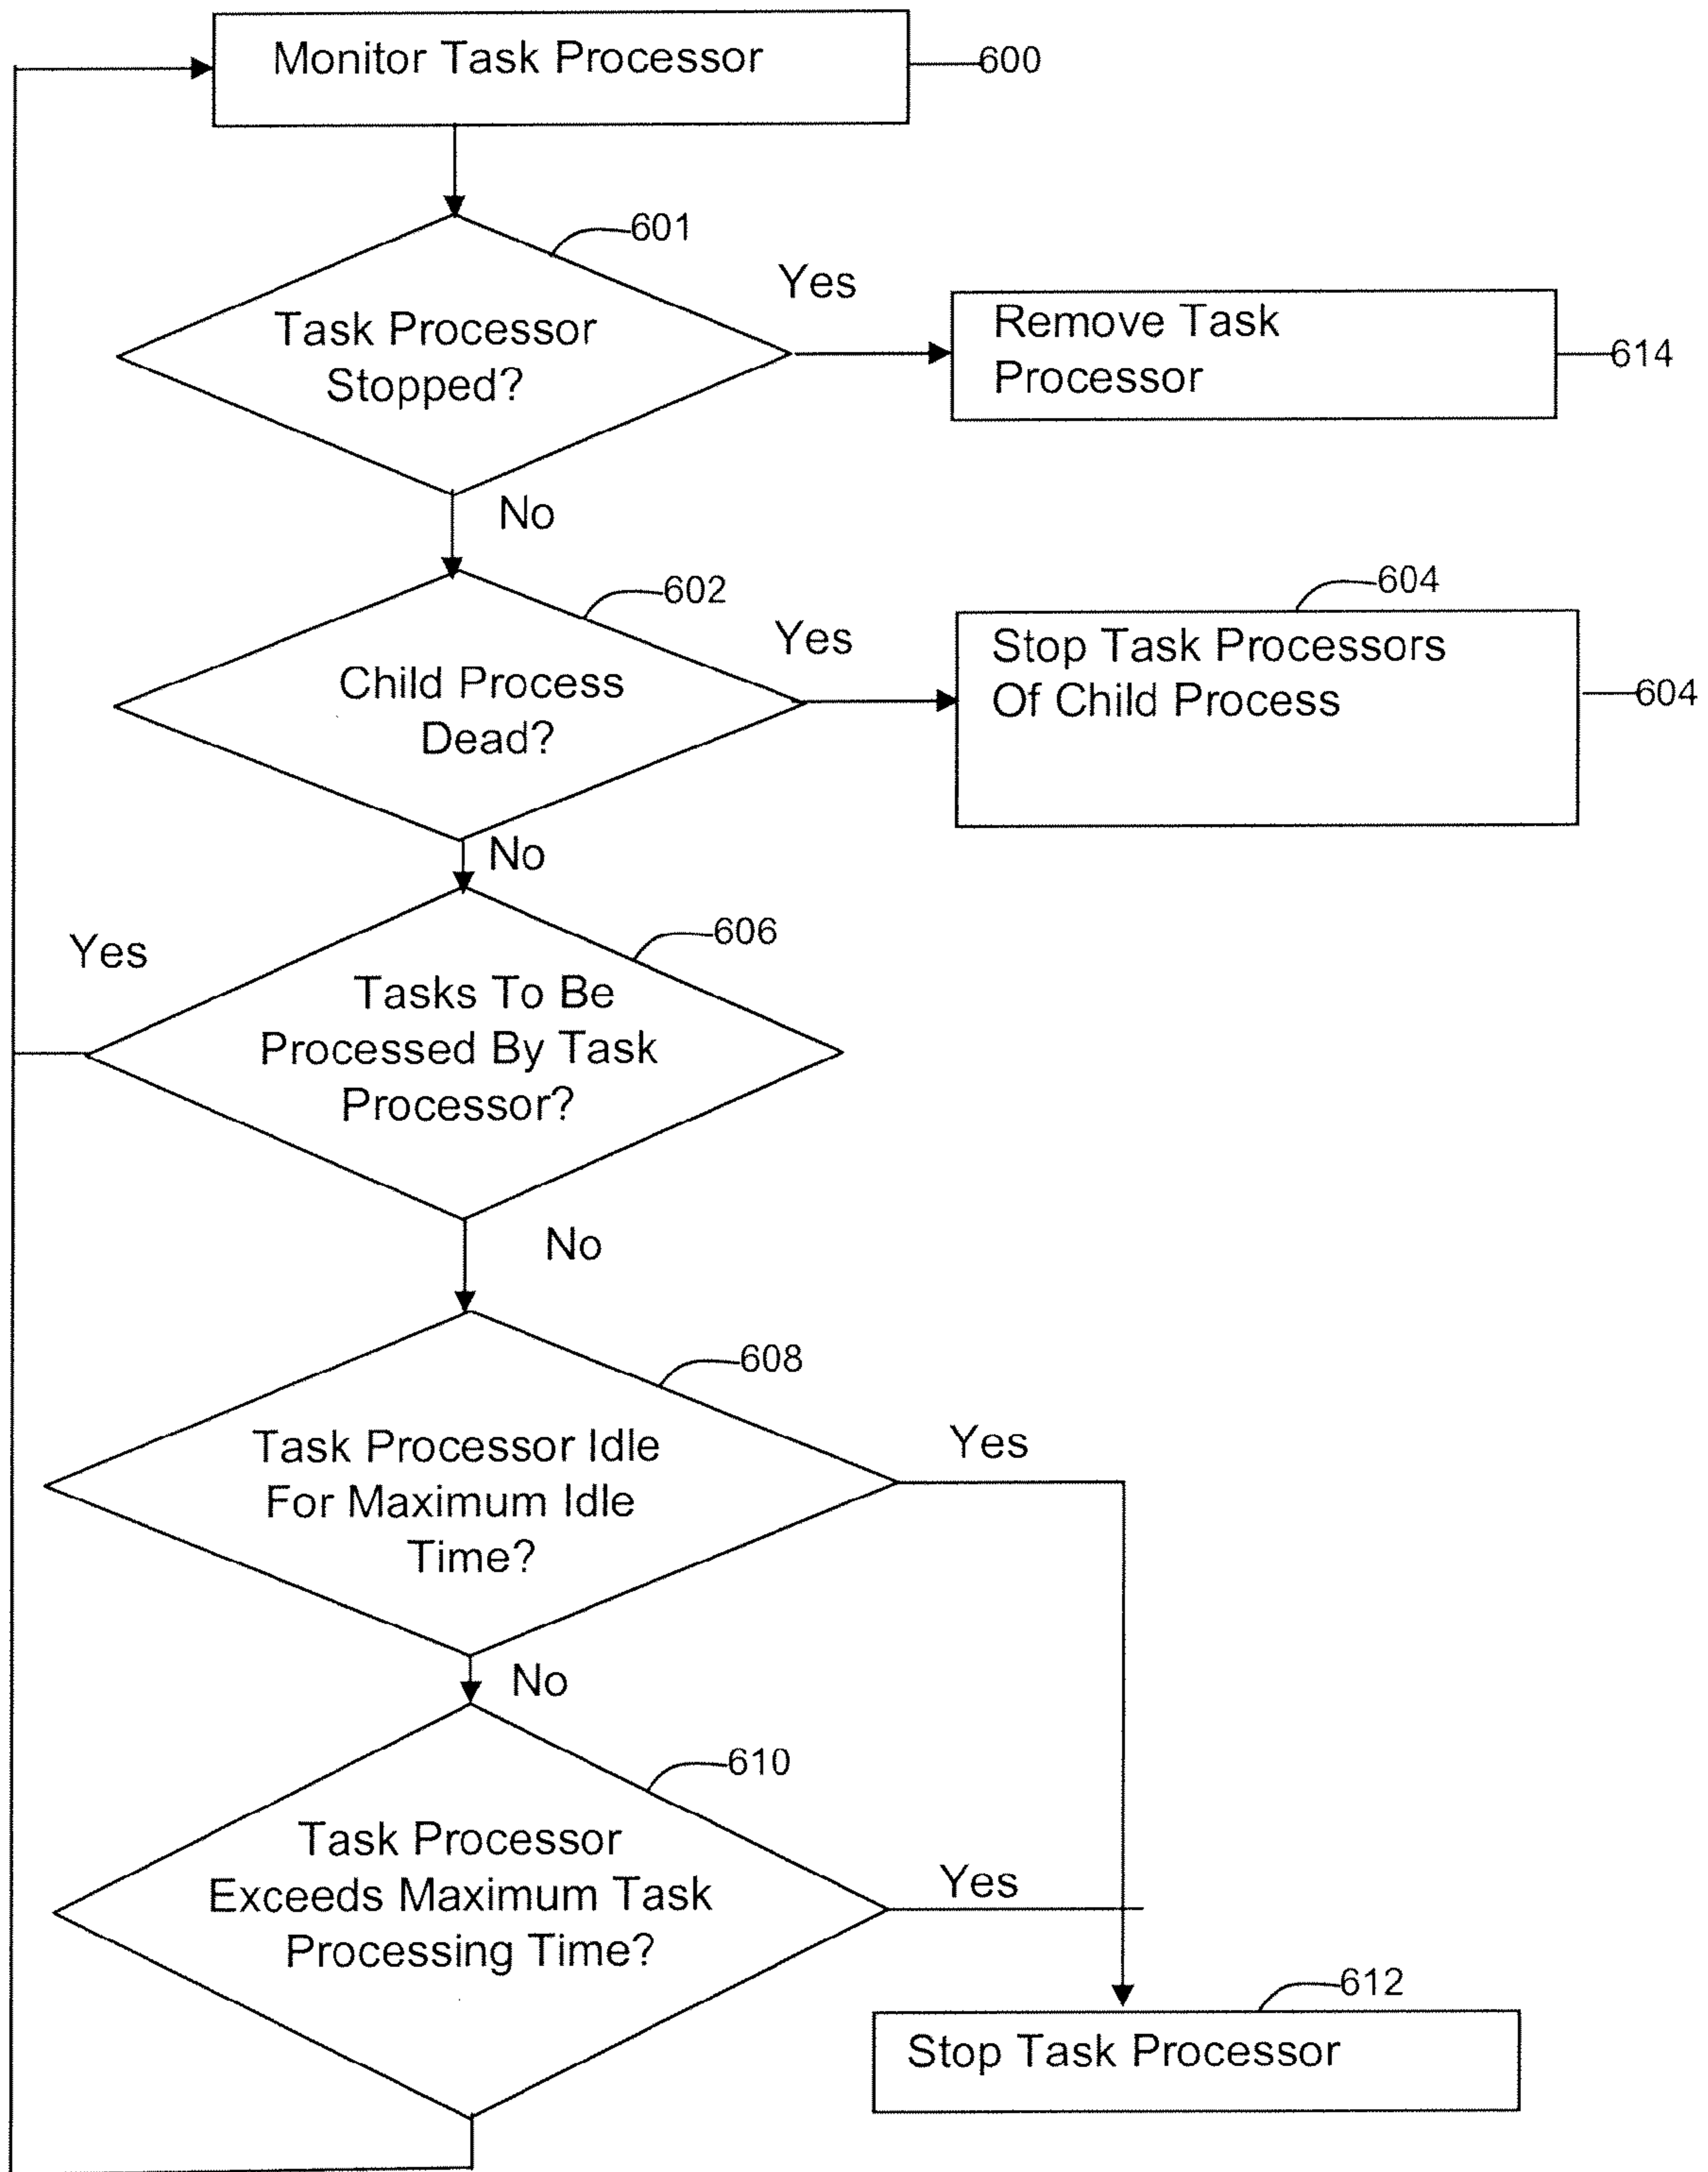 Monitor Task Processor
600
601
Task Processor
Stopped?
Yes
Remove Task
Processor
614
No
602
Child Process
Dead?
Yes
604
Stop Task Processors
Of Child Process
604
No
606
Yes
Tasks To Be
Processed By Task
Processor?
No
608
Task Processor Idle
For Maximum Idle
Time?
Yes
No
610
Task Processor
Exceeds Maximum Task
Processing Time?
Yes
612
Stop Task Processor